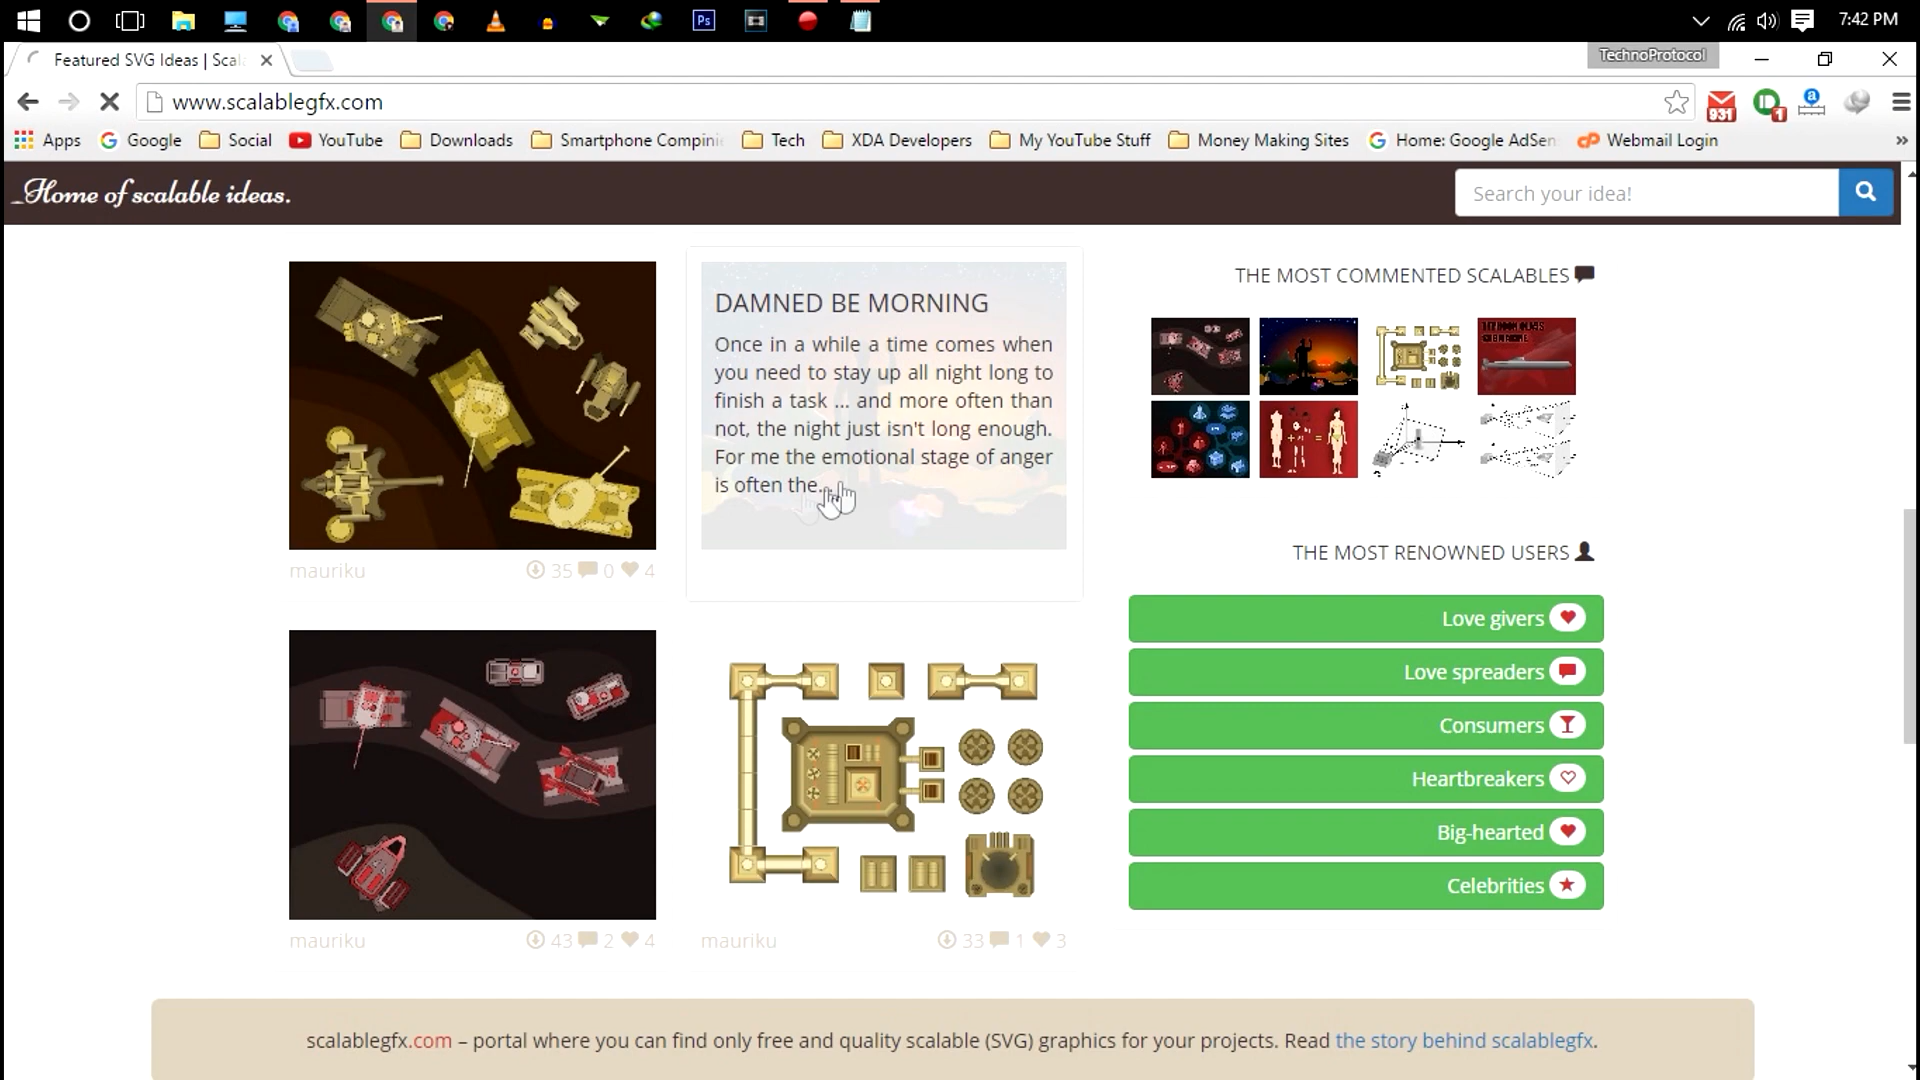 7:42 PM
Featured SVG Ideas | Scal
TechnoProtocol
www.scalablegfx.com
931
1
Apps
Google
Social
YouTube
Downloads
Smartphone Compini
Tech
XDA Developers
My YouTube Stuff
Money Making Sites
Home: Google AdSen
Webmail Login
»
Home of scalable ideas.
Search your idea!
DAMNED BE MORNING
Once in a while a time comes when
you need to stay up all night long to
finish a task ... and more often than
not, the night just isn't long enough.
For me the emotional stage of anger
is often the...
mauriku
35 0 4
mauriku
43 2 4
mauriku
33 1 3
THE MOST COMMENTED SCALABLES
THE MOST RENOWNED USERS
Love givers
Love spreaders
Consumers
Heartbreakers
Big-hearted
Celebrities
scalablegfx.com – portal where you can find only free and quality scalable (SVG) graphics for your projects. Read the story behind scalablegfx.
Ps